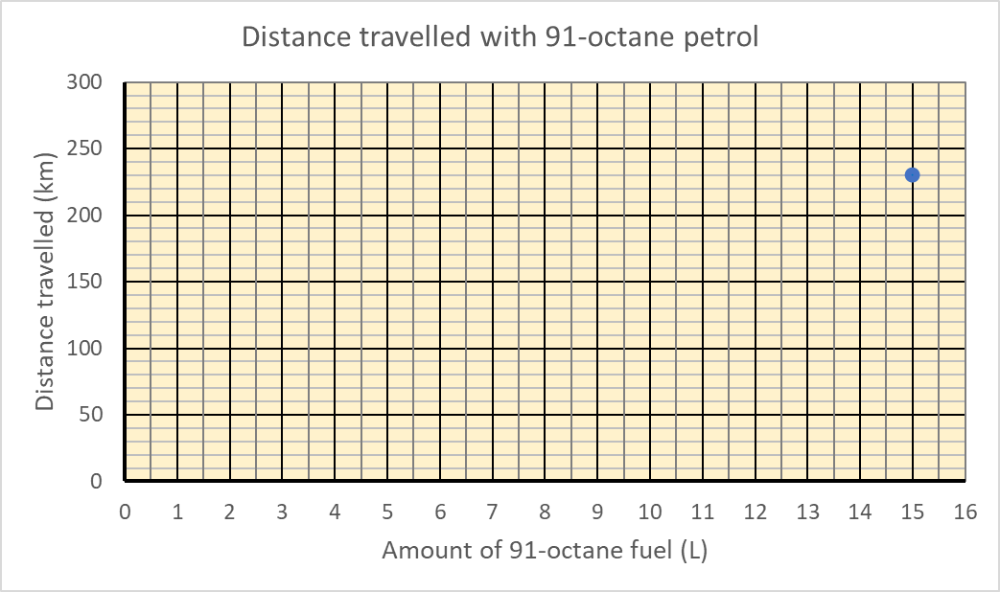 Distance travelled with 91-octane petrol
Distance travelled (km)
300
250
200
150
100
50
0
0 1 2 3 4 5 6 7 8 9 10 11 12 13 14 15 16
Amount of 91-octane fuel (L)